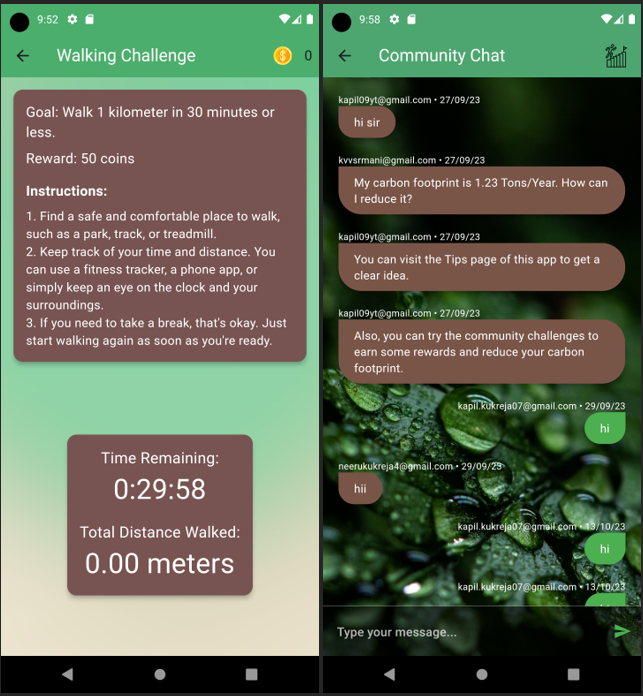 9:52
Walking Challenge
0
Goal: Walk 1 kilometer in 30 minutes or
less.
Reward: 50 coins
Instructions:
1. Find a safe and comfortable place to walk,
such as a park, track, or treadmill.
2. Keep track of your time and distance. You
can use a fitness tracker, a phone app, or
simply keep an eye on the clock and your
surroundings.
3. If you need to take a break, that's okay. Just
start walking again as soon as you're ready.
Time Remaining:
0:29:58
Total Distance Walked:
0.00 meters
9:58
Community Chat
kapil09yt@gmail.com • 27/09/23
hi sir
kvvsrmani@gmail.com • 27/09/23
My carbon footprint is 1.23 Tons/Year. How can
I reduce it?
kapil09yt@gmail.com • 27/09/23
You can visit the Tips page of this app to get a
clear idea.
kapil09yt@gmail.com • 27/09/23
Also, you can try the community challenges to
earn some rewards and reduce your carbon
footprint.
kapil.kukreja07@gmail.com • 29/09/23
hi
neerukukreja4@gmail.com • 29/09/23
hii
kapil.kukreja07@gmail.com • 13/10/23
hi
kapil.kukreja07@gmail.com • 13/10/23
Type your message...